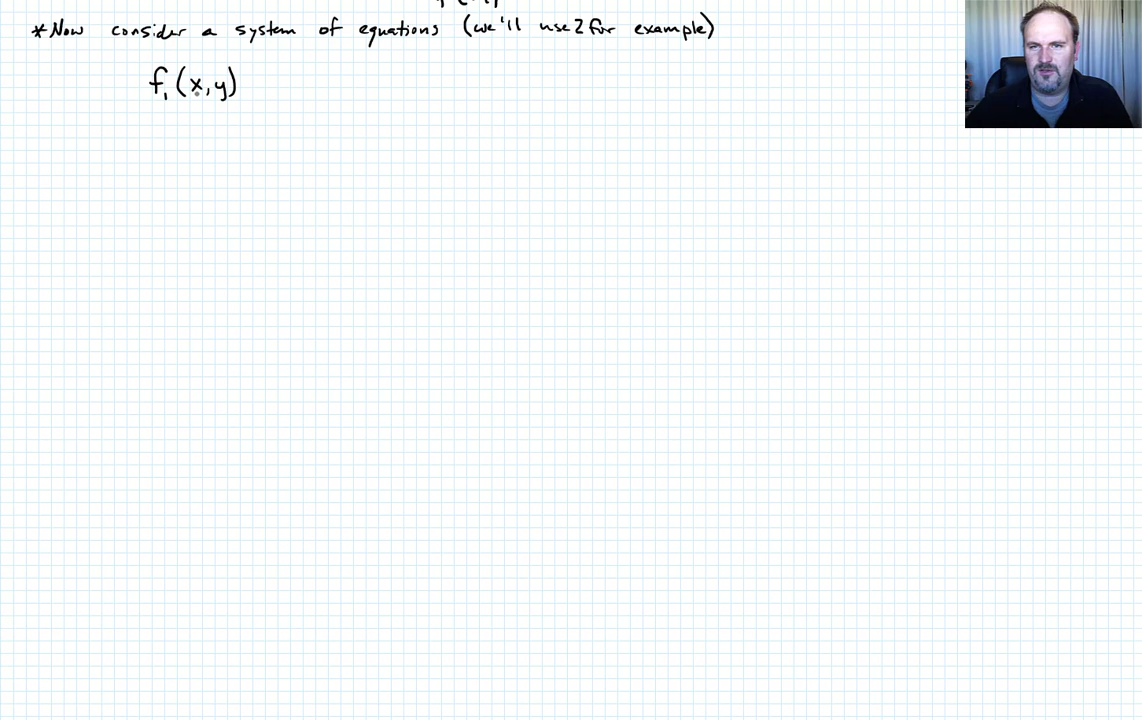 *Now consider a system of equations (we'll use 2 for example)
f₁(x,y)